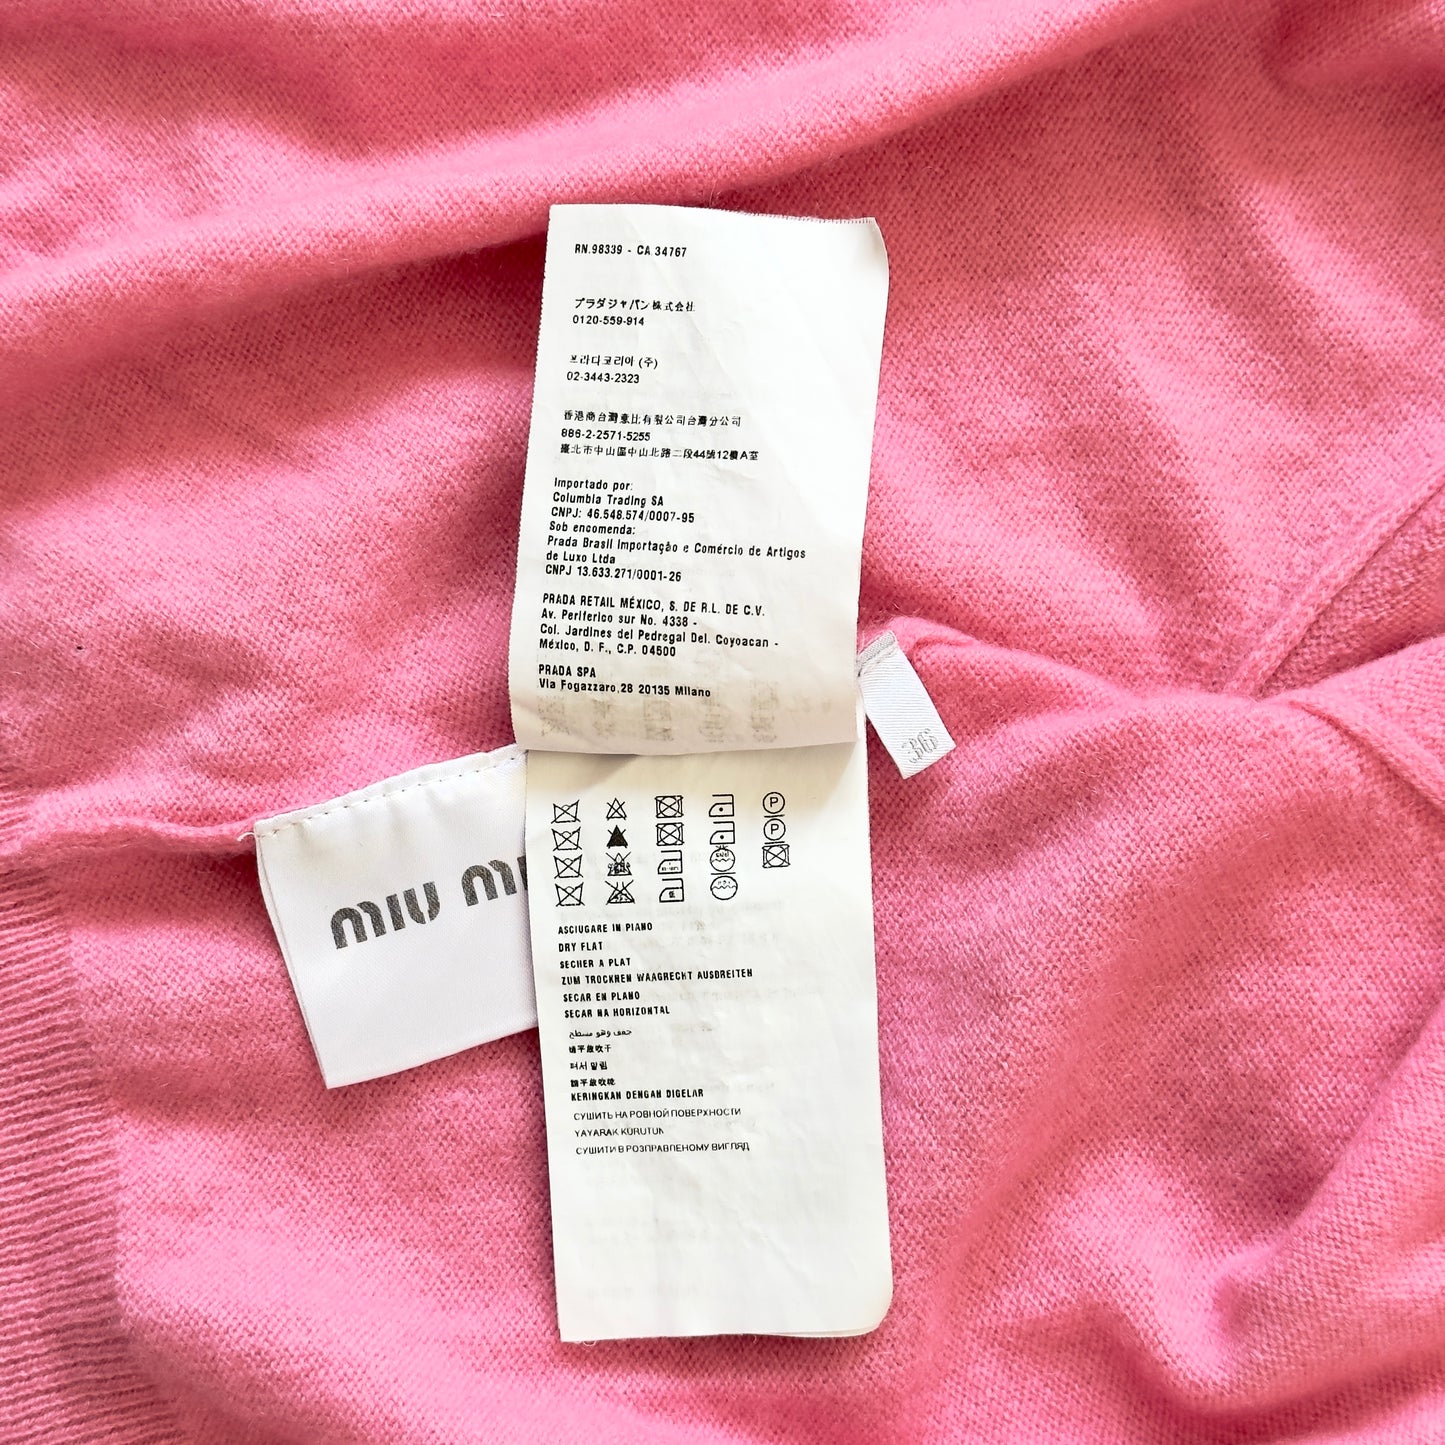 RN.98339 - CA 34767
プラダジャパン株式会社
0120-559-914
프라다코리아 (주)
02-3443-2323
香港商台灣意比有限公司台灣分公司
886-2-2571-5255
臺北市中山區中山北路二段44號12樓A室
Importado por:
Columbia Trading SA
CNPJ: 46.548.574/0007-95
Sob encomenda:
Prada Brasil Importação e Comércio de Artigos
de Luxo Ltda
CNPJ 13.633.271/0001-26
PRADA RETAIL MÉXICO, S. DE R.L. DE C.V.
Av. Periferico sur No. 4338 -
Col. Jardines del Pedregal Del. Coyoacan -
México, D. F., C.P. 04500
PRADA SPA
Via Fogazzaro,28 20135 Milano
36
miu
P
P
ASCIUGARE IN PIANO
DRY FLAT
SECHER A PLAT
ZUM TROCKNEN WAAGRECHT AUSBREITEN
SECAR EN PLANO
SECAR NA HORIZONTAL
جفف وهو مسطح
平放
KERINGKAN DENGAN DIGELAR
СУШИТЬ НА РОВНОЙ ПОВЕРХНОСТИ
YAYARAK KURUTUN
СУШИТИ В РОЗПРАВЛЕНОМУ ВИГЛЯД